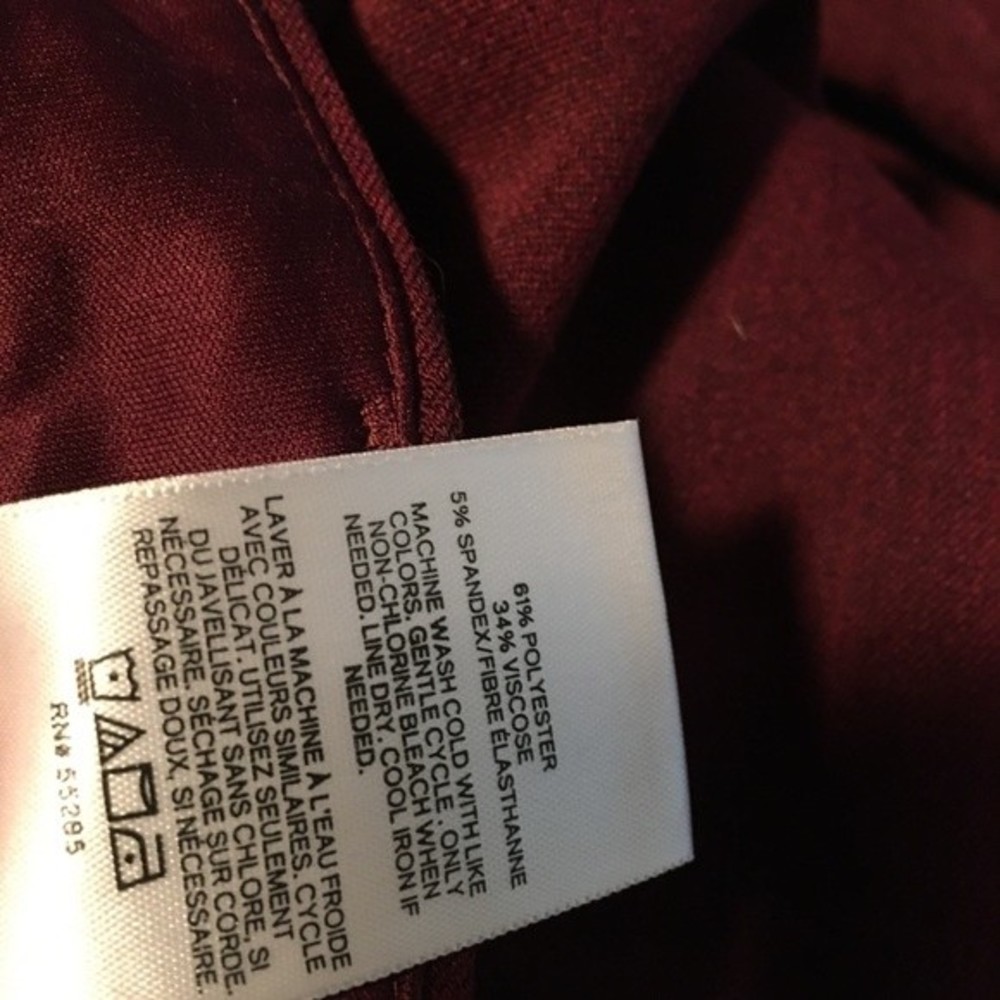 61% POLYESTER
34% VISCOSE
5% SPANDEX/FIBRE ÉLASTHANNE
MACHINE WASH COLD WITH LIKE
COLORS. GENTLE CYCLE. ONLY
NON-CHLORINE BLEACH WHEN
NEEDED. LINE DRY. COOL IRON IF
NEEDED.
LAVER À LA MACHINE À L'EAU FROIDE
AVEC COULEURS SIMILAIRES. CYCLE
DÉLICAT. UTILISEZ SEULEMENT
DU JAVELLISANT SANS CHLORE, SI
NÉCESSAIRE. SÉCHAGE SUR CORDE.
REPASSAGE DOUX, SI NÉCESSAIRE.
RN# 55285